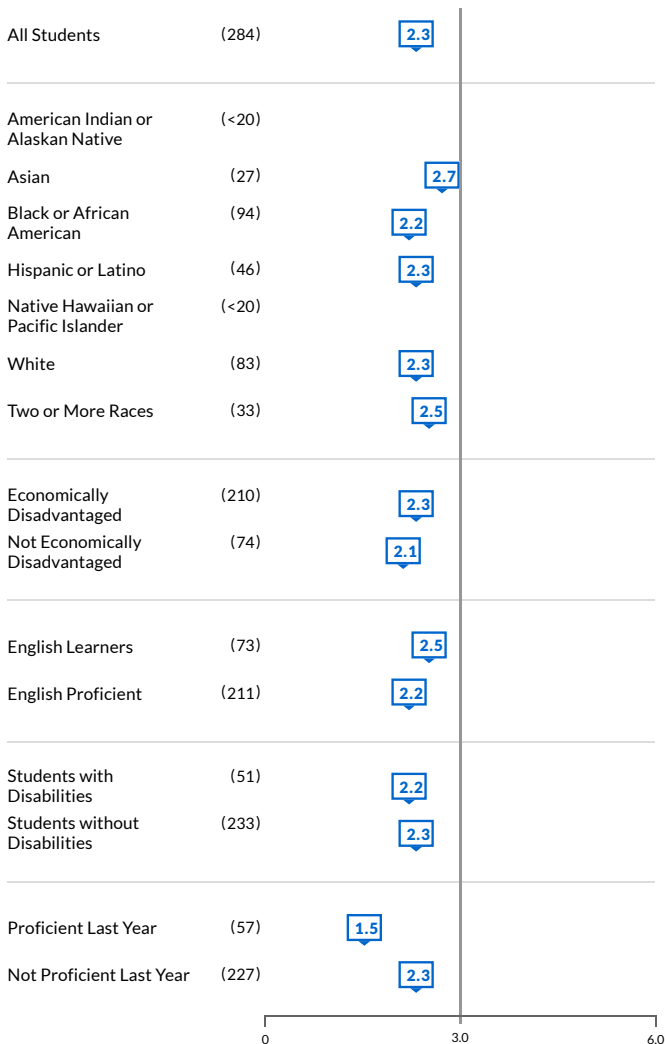 All Students (284) 2.3
American Indian or (<20)
Alaskan Native
Asian (27) 2.7
Black or African (94) 2.2
American
Hispanic or Latino (46) 2.3
Native Hawaiian or (<20)
Pacific Islander
White (83) 2.3
Two or More Races (33) 2.5
Economically (210) 2.3
Disadvantaged
Not Economically (74) 2.1
Disadvantaged
English Learners (73) 2.5
English Proficient (211) 2.2
Students with (51) 2.2
Disabilities
Students without (233) 2.3
Disabilities
Proficient Last Year (57) 1.5
Not Proficient Last Year (227) 2.3
0 3.0 6.0